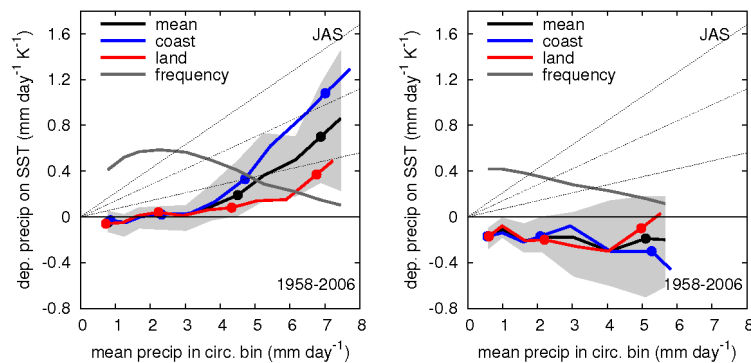 mean
coast
land
frequency
JAS
1.6
1.2
0.8
0.4
0
-0.4
-0.8
dep. precip on SST (mm day⁻¹ K⁻¹)
1958-2006
0 1 2 3 4 5 6 7 8
mean precip in circ. bin (mm day⁻¹)
mean
coast
land
frequency
JAS
1.6
1.2
0.8
0.4
0
-0.4
-0.8
dep. precip on SST (mm day⁻¹ K⁻¹)
1958-2006
0 1 2 3 4 5 6 7 8
mean precip in circ. bin (mm day⁻¹)